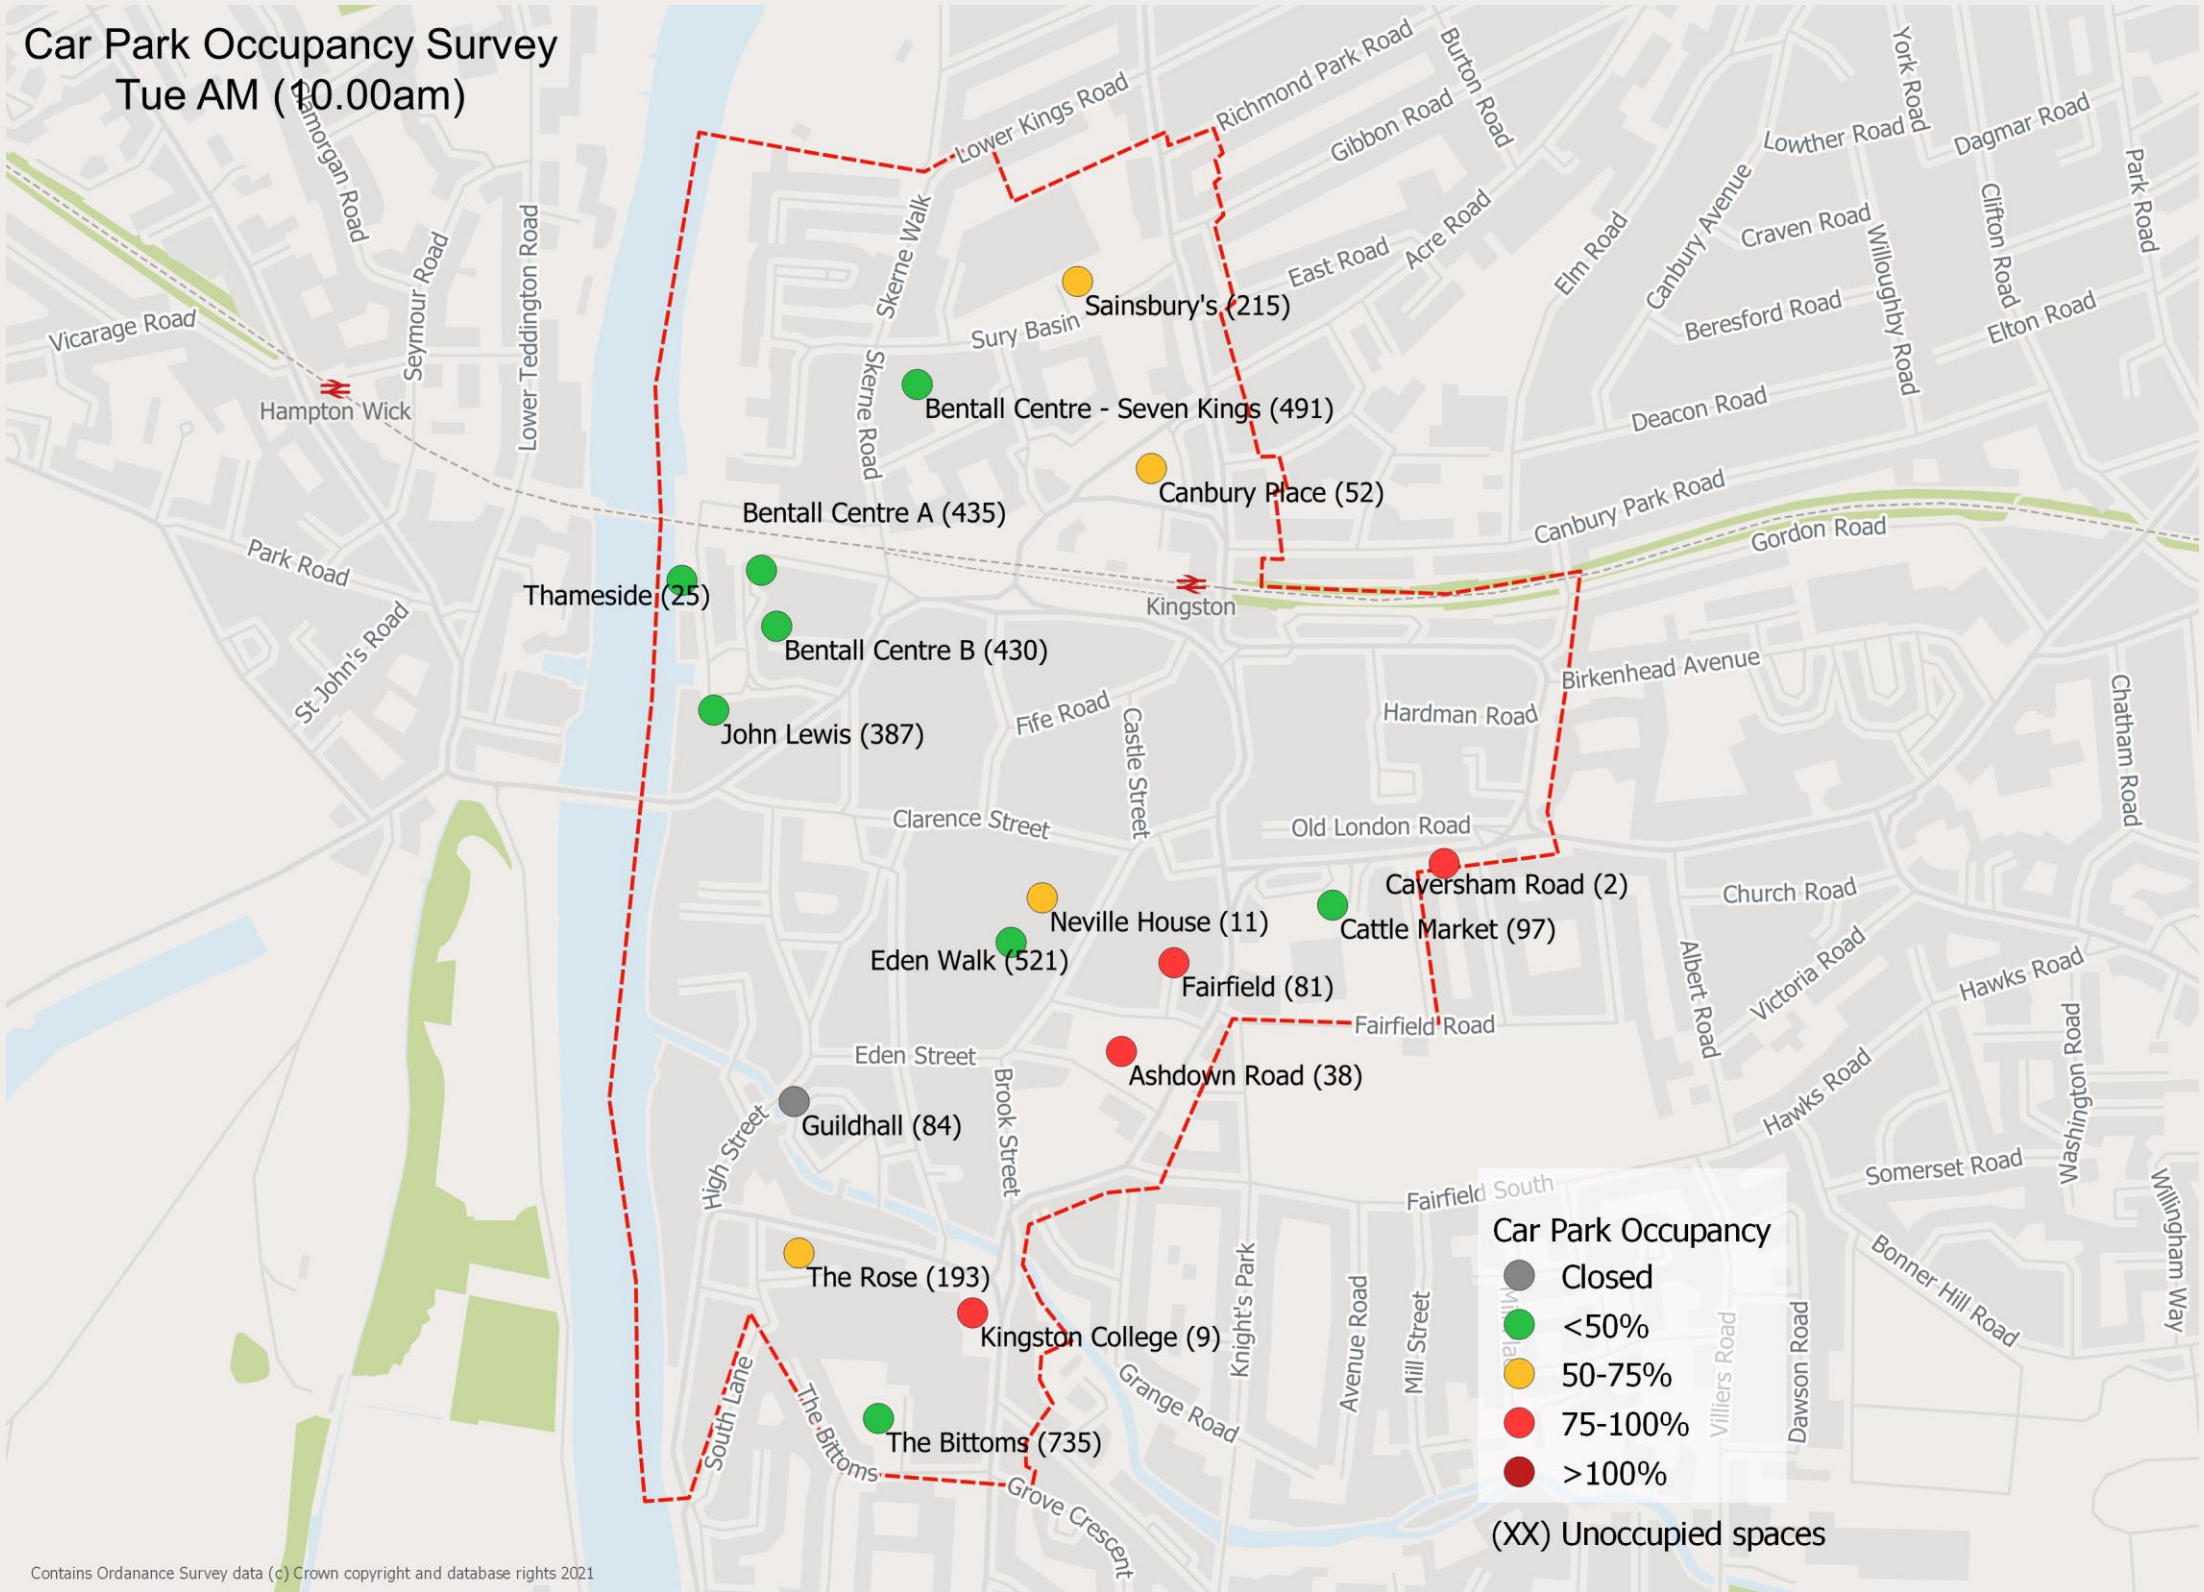 Car Park Occupancy Survey
Tue AM (10.00am)
Lower Kings Road
Richmond Park Road
Burton Road
Gibbon Road
York Road
Lowther Road
Dagmar Road
Park Road
Canbury Avenue
Craven Road
Clifton Road
Willoughby Road
Elm Road
Acre Road
East Road
Beresford Road
Elton Road
Skerne Walk
Seymour Road
Lower Teddington Road
Vicarage Road
Sainsbury's (215)
Sury Basin
Hampton Wick
Skerne Road
Bentall Centre - Seven Kings (491)
Deacon Road
Canbury Place (52)
Bentall Centre A (435)
Canbury Park Road
Gordon Road
Park Road
Thameside (25)
Kingston
St John's Road
Bentall Centre B (430)
Birkenhead Avenue
Chatham Road
Fife Road
Castle Street
Hardman Road
John Lewis (387)
Clarence Street
Old London Road
Caversham Road (2)
Church Road
Neville House (11)
Cattle Market (97)
Eden Walk (521)
Fairfield (81)
Albert Road
Victoria Road
Hawks Road
Fairfield Road
Washington Road
Eden Street
Ashdown Road (38)
Brook Street
Guildhall (84)
High Street
Hawks Road
Somerset Road
Willingham Way
Fairfield South
Bonner Hill Road
The Rose (193)
Kingston College (9)
Knight's Park
Avenue Road
Mill Street
Villiers Road
Dawson Road
Grange Road
South Lane
The Bittoms
The Bittoms (735)
Grove Crescent
Car Park Occupancy
Closed
<50%
50-75%
75-100%
>100%
(XX) Unoccupied spaces
Contains Ordanance Survey data (c) Crown copyright and database rights 2021